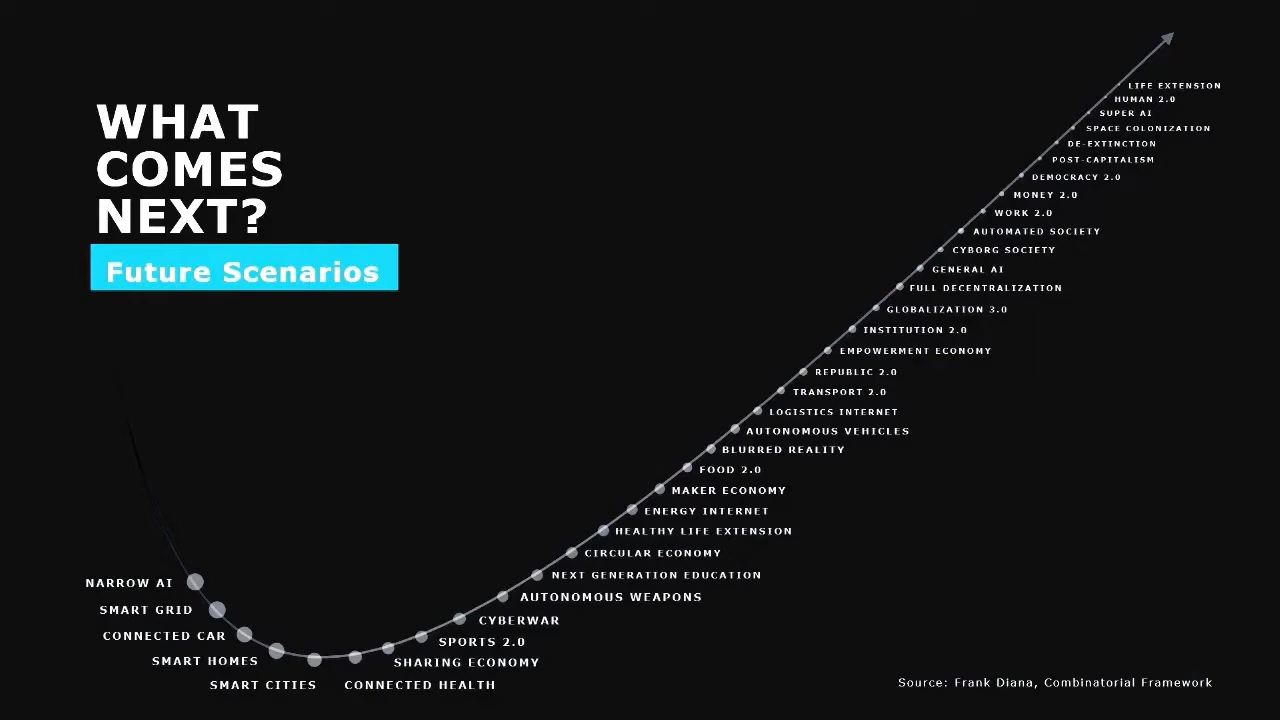 WHAT
COMES
NEXT?
Future Scenarios
LIFE EXTENSION
HUMAN 2.0
SUPER AI
SPACE COLONIZATION
DE-EXTINCTION
POST-CAPITALISM
DEMOCRACY 2.0
MONEY 2.0
WORK 2.0
AUTOMATED SOCIETY
CYBORG SOCIETY
GENERAL AI
FULL DECENTRALIZATION
GLOBALIZATION 3.0
INSTITUTION 2.0
EMPOWERMENT ECONOMY
REPUBLIC 2.0
TRANSPORT 2.0
LOGISTICS INTERNET
AUTONOMOUS VEHICLES
BLURRED REALITY
FOOD 2.0
MAKER ECONOMY
ENERGY INTERNET
HEALTHY LIFE EXTENSION
CIRCULAR ECONOMY
NEXT GENERATION EDUCATION
AUTONOMOUS WEAPONS
CYBERWAR
SPORTS 2.0
SHARING ECONOMY
CONNECTED HEALTH
NARROW AI
SMART GRID
CONNECTED CAR
SMART HOMES
SMART CITIES
Source: Frank Diana, Combinatorial Framework